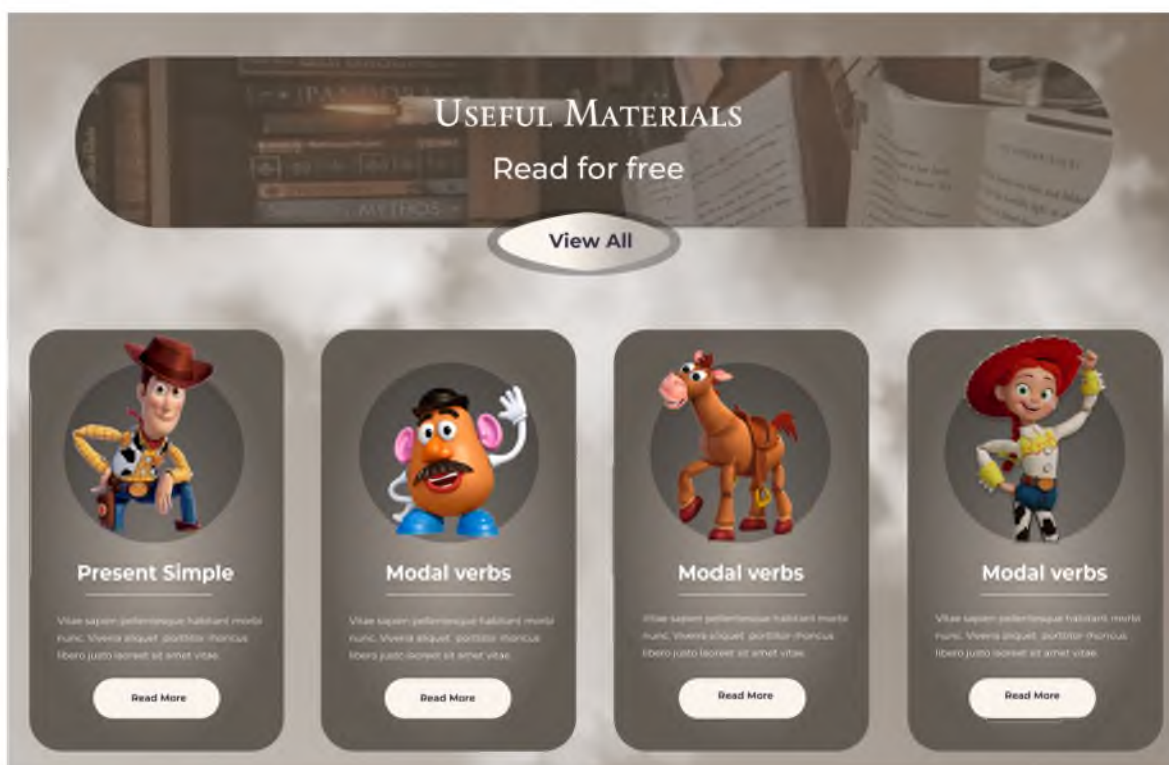 (PANDORA
MYTHOS
Useful Materials
Read for free
View All
Present Simple
Vitae sapien pellentesque habitant morbi
nunc. Viverra aliquet porttitor rhoncus
libero justo laoreet sit amet vitae.
Read More
Modal verbs
Vitae sapien pellentesque habitant morbi
nunc. Viverra aliquet porttitor rhoncus
libero justo laoreet sit amet vitae.
Read More
Modal verbs
Vitae sapien pellentesque habitant morbi
nunc. Viverra aliquet porttitor rhoncus
libero justo laoreet sit amet vitae.
Read More
Modal verbs
Vitae sapien pellentesque habitant morbi
nunc. Viverra aliquet porttitor rhoncus
libero justo laoreet sit amet vitae.
Read More